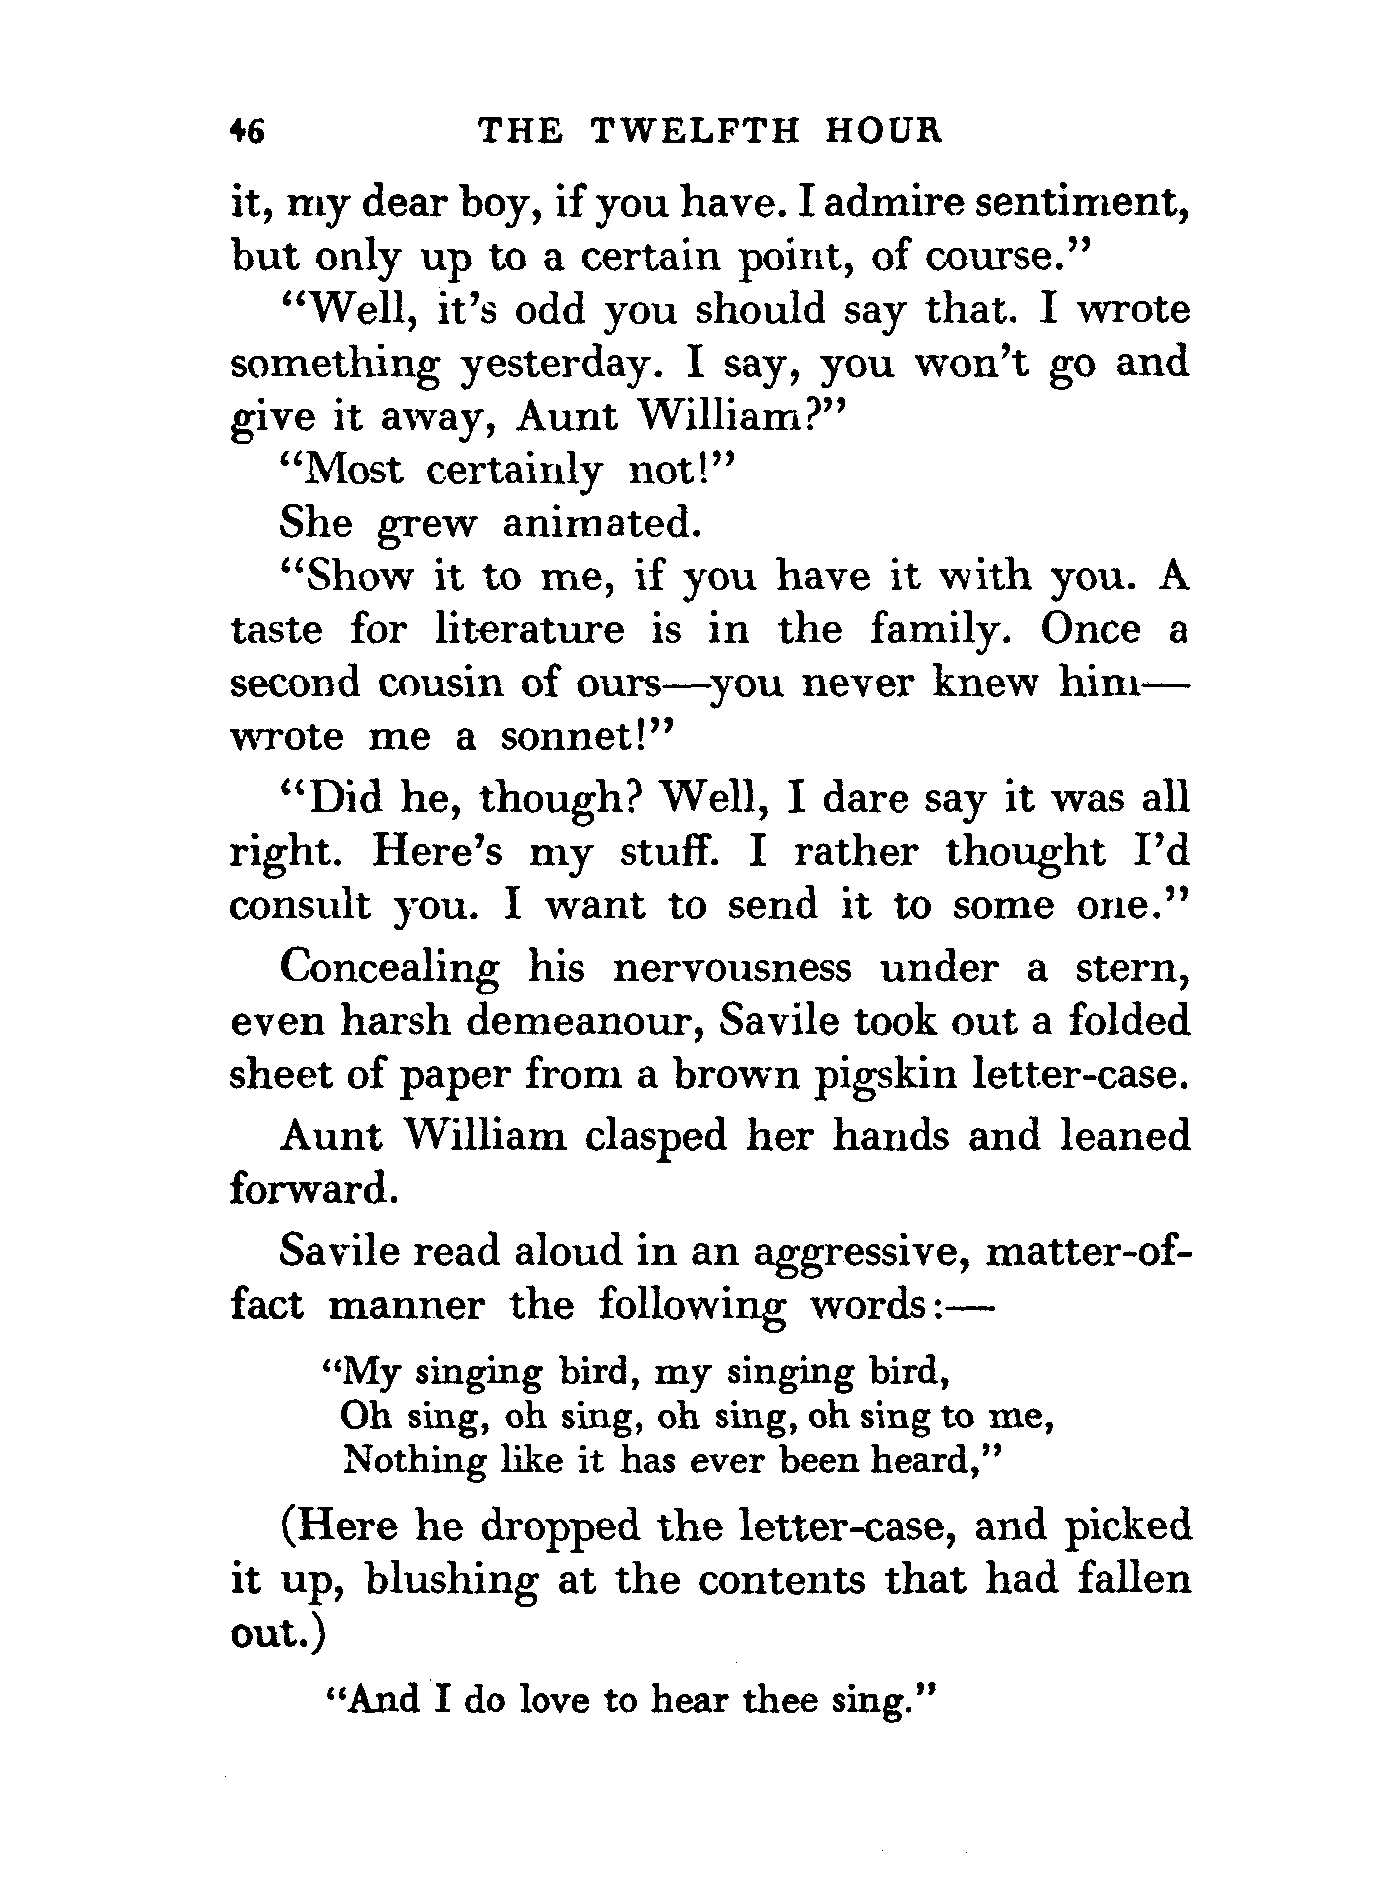 46 THE TWELFTH HOUR
it, my dear boy, if you have. I admire sentiment,
but only up to a certain point, of course.”
“Well, it’s odd you should say that. I wrote
something yesterday. I say, you won’t go and
give it away, Aunt William?”
“Most certainly not!”
She grew animated.
“Show it to me, if you have it with you. A
taste for literature is in the family. Once a
second cousin of ours—you never knew him—
wrote me a sonnet!”
“Did he, though? Well, I dare say it was all
right. Here’s my stuff. I rather thought I’d
consult you. I want to send it to some one.”
Concealing his nervousness under a stern,
even harsh demeanour, Savile took out a folded
sheet of paper from a brown pigskin letter-case.
Aunt William clasped her hands and leaned
forward.
Savile read aloud in an aggressive, matter-of-
fact manner the following words:—
“My singing bird, my singing bird,
Oh sing, oh sing, oh sing, oh sing to me,
Nothing like it has ever been heard,”
(Here he dropped the letter-case, and picked
it up, blushing at the contents that had fallen
out.)
“And I do love to hear thee sing.”